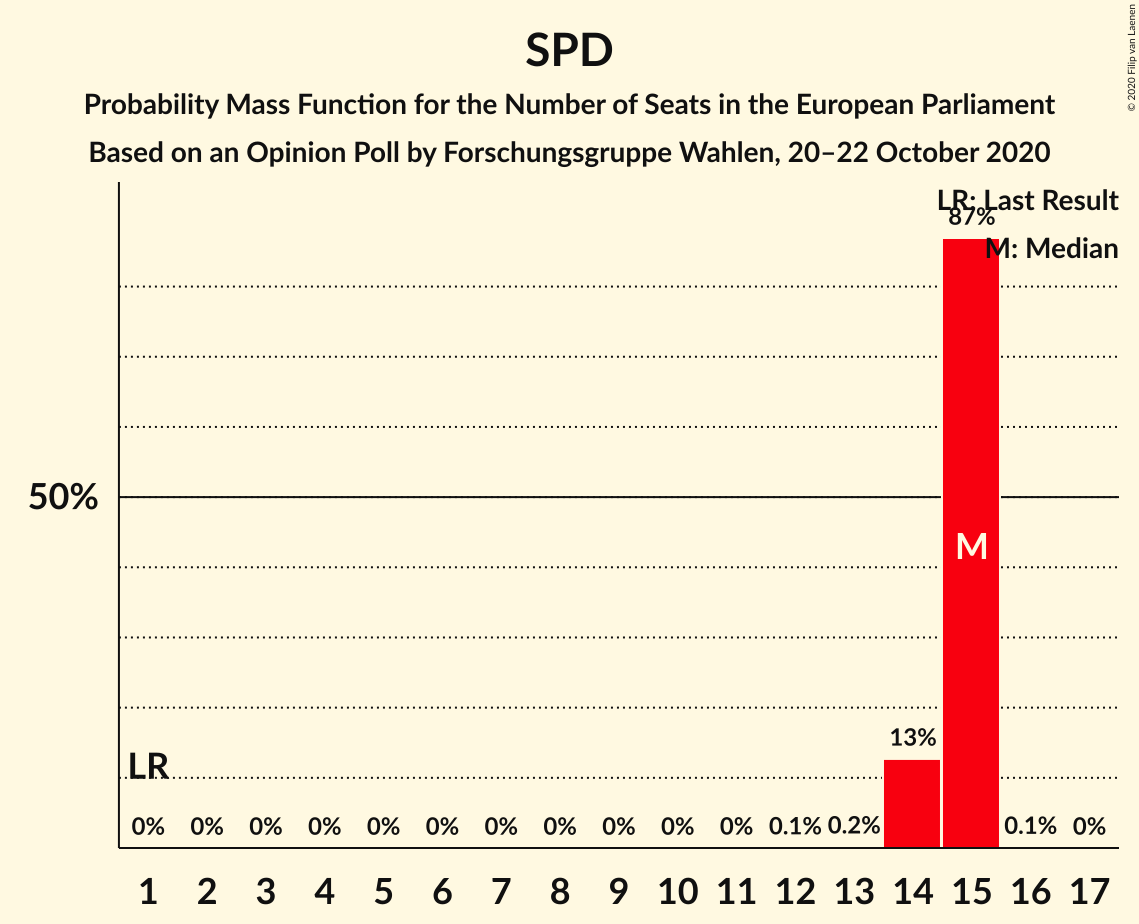 SPD
Probability Mass Function for the Number of Seats in the European Parliament
Based on an Opinion Poll by Forschungsgruppe Wahlen, 20–22 October 2020
© 2020 Filip van Laenen
LR: Last Result
M: Median
87%
50%
M
13%
LR
0% 0% 0% 0% 0% 0% 0% 0% 0% 0% 0% 0.1% 0.2% 0.1% 0%
1 2 3 4 5 6 7 8 9 10 11 12 13 14 15 16 17